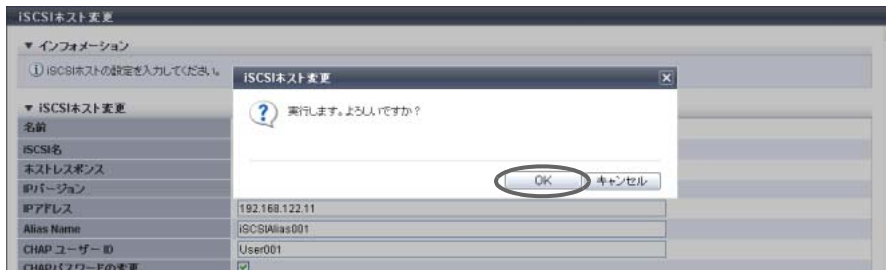 iSCSIホスト変更
▼ インフォメーション
iSCSIホストの設定を入力してください。
iSCSIホスト変更
実行します。よろしいですか？
OK キャンセル
▼ iSCSIホスト変更
名前
iSCSI名
ホストレスポンス
IPバージョン
IPアドレス 192.168.122.11
Alias Name iSCSIAlias001
CHAP ユーザー ID User001
CHAPパスワードの変更